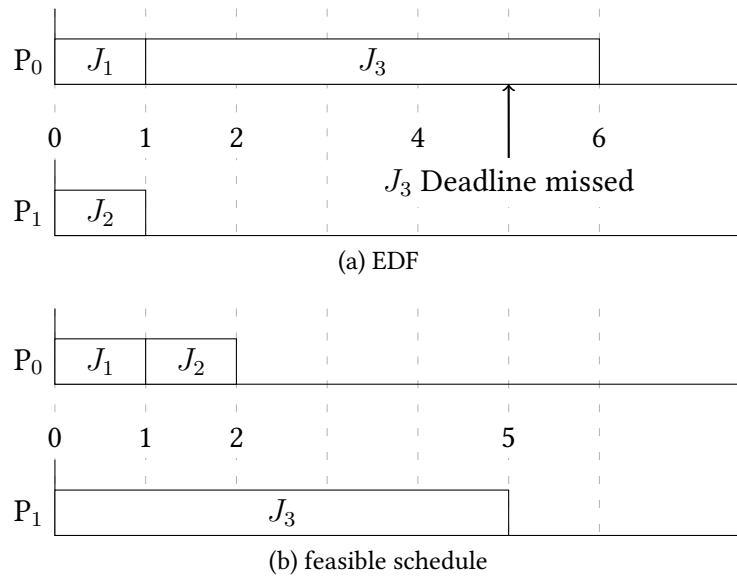 P₀ J₁ J₃
0 1 2 4 6
J₃ Deadline missed
P₁ J₂
(a) EDF
P₀ J₁ J₂
0 1 2 5
P₁ J₃
(b) feasible schedule